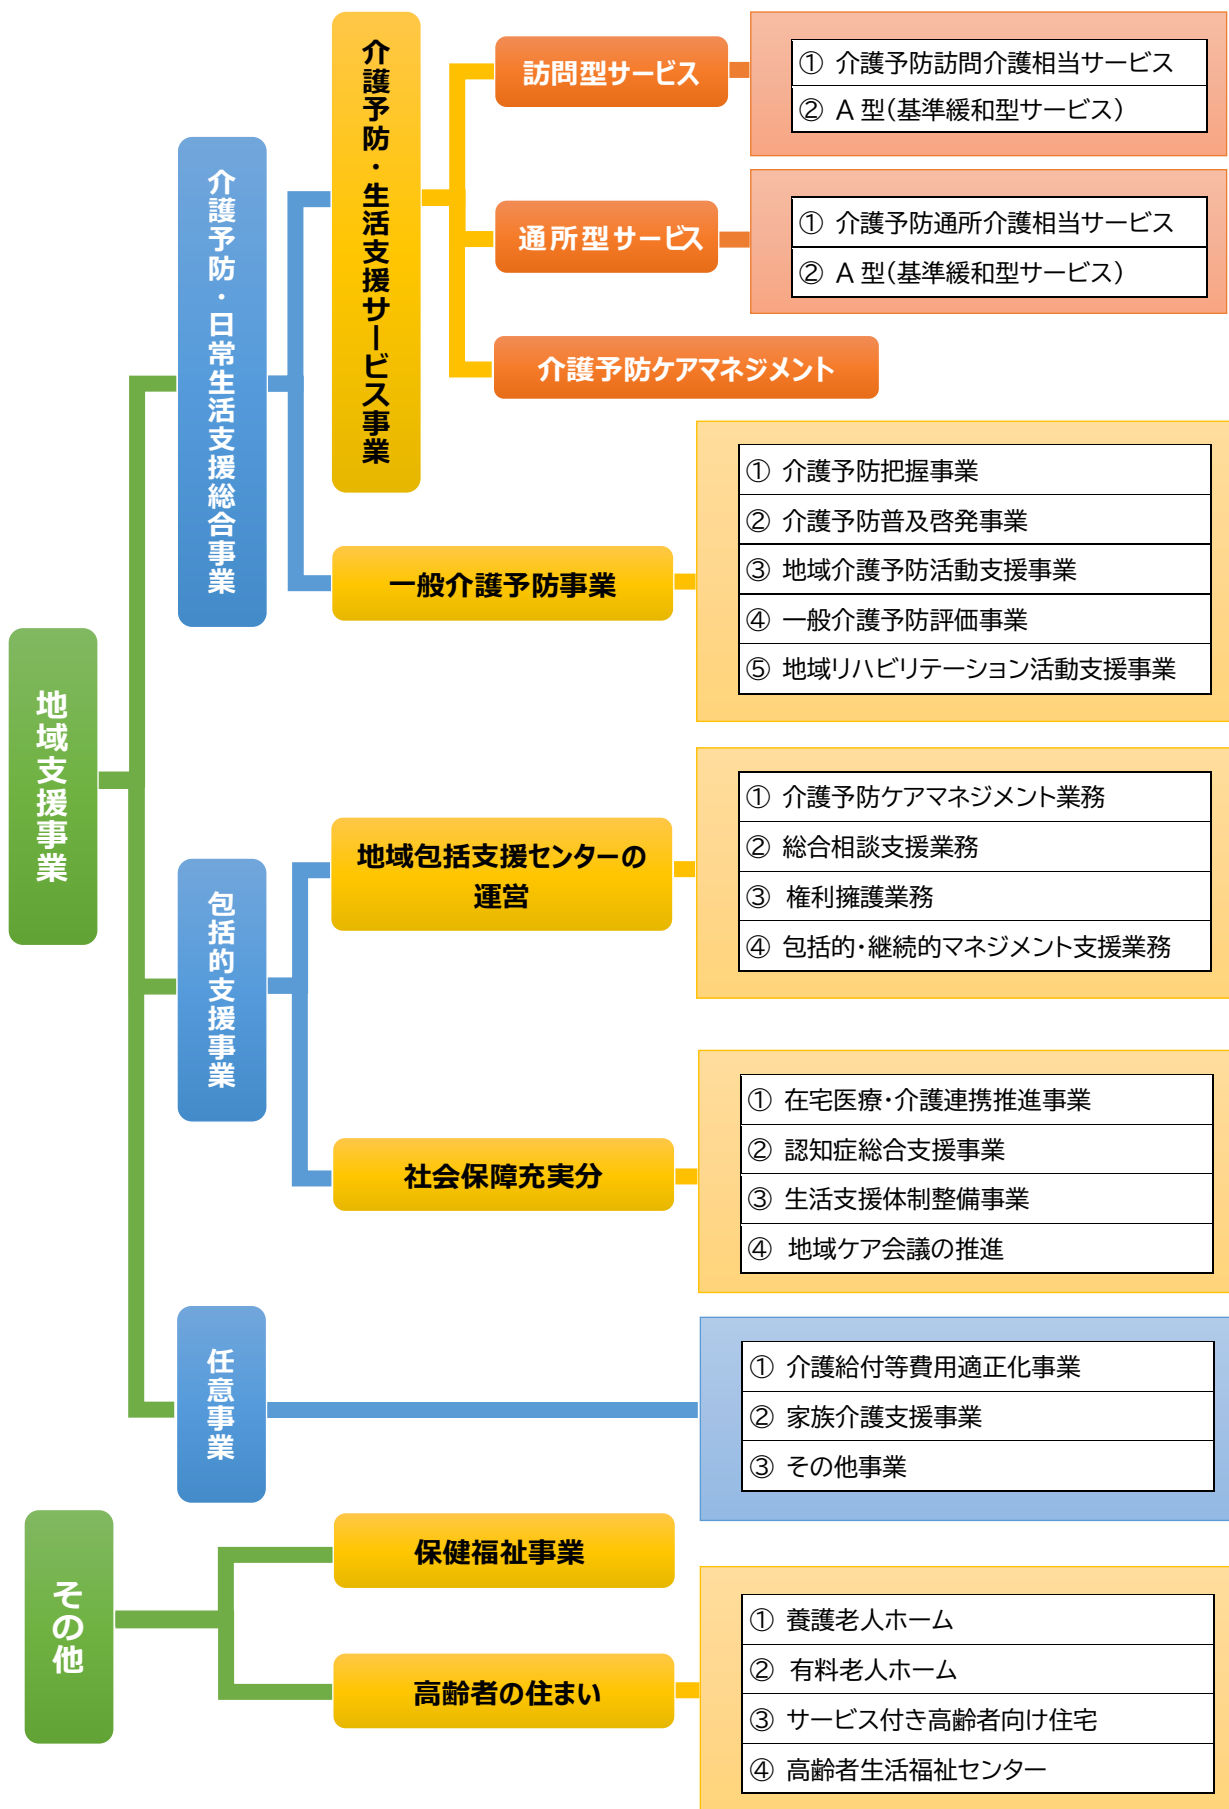 地域支援事業
介護予防・日常生活支援総合事業
介護予防・生活支援サービス事業
訪問型サービス
① 介護予防訪問介護相当サービス
② A 型(基準緩和型サービス)
通所型サービス
① 介護予防通所介護相当サービス
② A 型(基準緩和型サービス)
介護予防ケアマネジメント
一般介護予防事業
① 介護予防把握事業
② 介護予防普及啓発事業
③ 地域介護予防活動支援事業
④ 一般介護予防評価事業
⑤ 地域リハビリテーション活動支援事業
包括的支援事業
地域包括支援センターの
運営
① 介護予防ケアマネジメント業務
② 総合相談支援業務
③ 権利擁護業務
④ 包括的・継続的マネジメント支援業務
社会保障充実分
① 在宅医療・介護連携推進事業
② 認知症総合支援事業
③ 生活支援体制整備事業
④ 地域ケア会議の推進
任意事業
① 介護給付等費用適正化事業
② 家族介護支援事業
③ その他事業
その他
保健福祉事業
高齢者の住まい
① 養護老人ホーム
② 有料老人ホーム
③ サービス付き高齢者向け住宅
④ 高齢者生活福祉センター